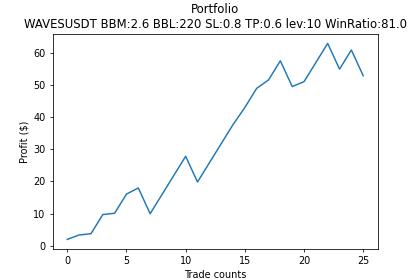 Portfolio
WAVESUSDT BBM:2.6 BBL:220 SL:0.8 TP:0.6 lev:10 WinRatio:81.0
Profit ($)
60
50
40
30
20
10
0
0 5 10 15 20 25
Trade counts